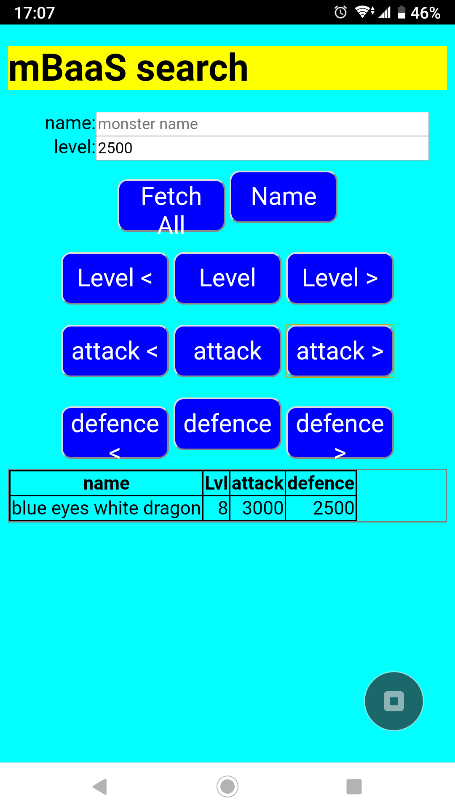 17:07 46%
mBaaS search
name: monster name
level: 2500
Fetch All Name
Level < Level Level >
attack < attack attack >
defence < defence defence >
name Lvl attack defence
blue eyes white dragon 8 3000 2500